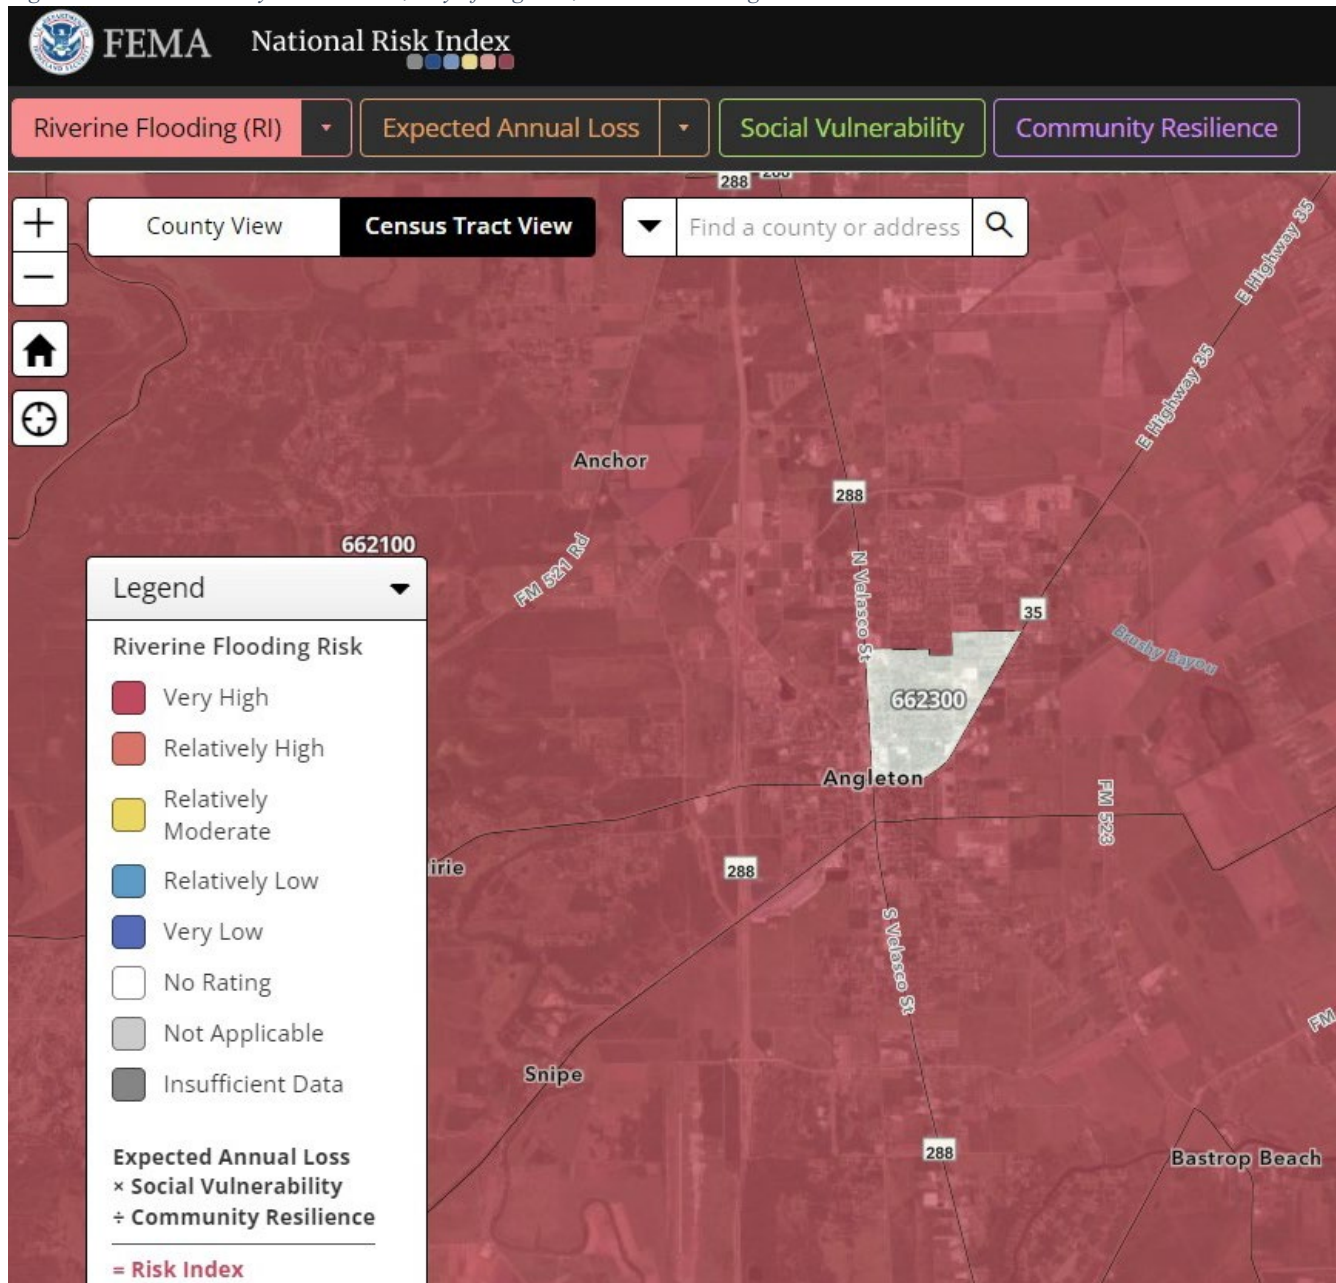 FEMA National Risk Index
Riverine Flooding (RI) Expected Annual Loss Social Vulnerability Community Resilience
288
County View Census Tract View Find a county or address
E Highway 35
E Highway 35
Anchor
288
662100
FM 521 Rd
N Velasco St
35
Brushy Bayou
662300
Angleton
FM 523
irie
288
S Velasco St
FM
Snipe
288
Bastrop Beach
Legend
Riverine Flooding Risk
Very High
Relatively High
Relatively
Moderate
Relatively Low
Very Low
No Rating
Not Applicable
Insufficient Data
Expected Annual Loss
× Social Vulnerability
÷ Community Resilience
= Risk Index